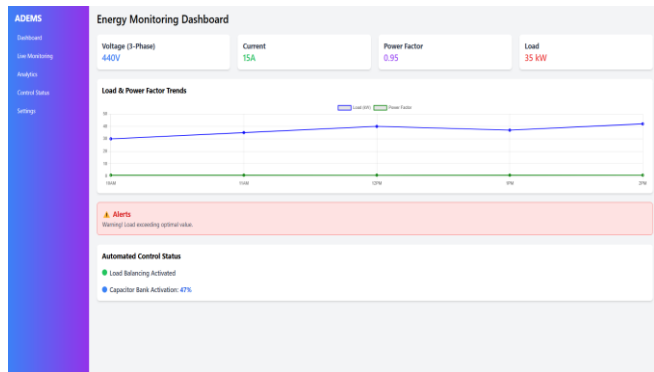 ADEMS
Dashboard
Live Monitoring
Analytics
Control Status
Settings
Energy Monitoring Dashboard
Voltage (3-Phase)
440V
Current
15A
Power Factor
0.95
Load
35 kW
Load & Power Factor Trends
Load (kW) Power Factor
50
40
30
20
10
0
10AM 11AM 12PM 1PM 2PM
⚠ Alerts
Warning! Load exceeding optimal value.
Automated Control Status
Load Balancing Activated
Capacitor Bank Activation: 47%